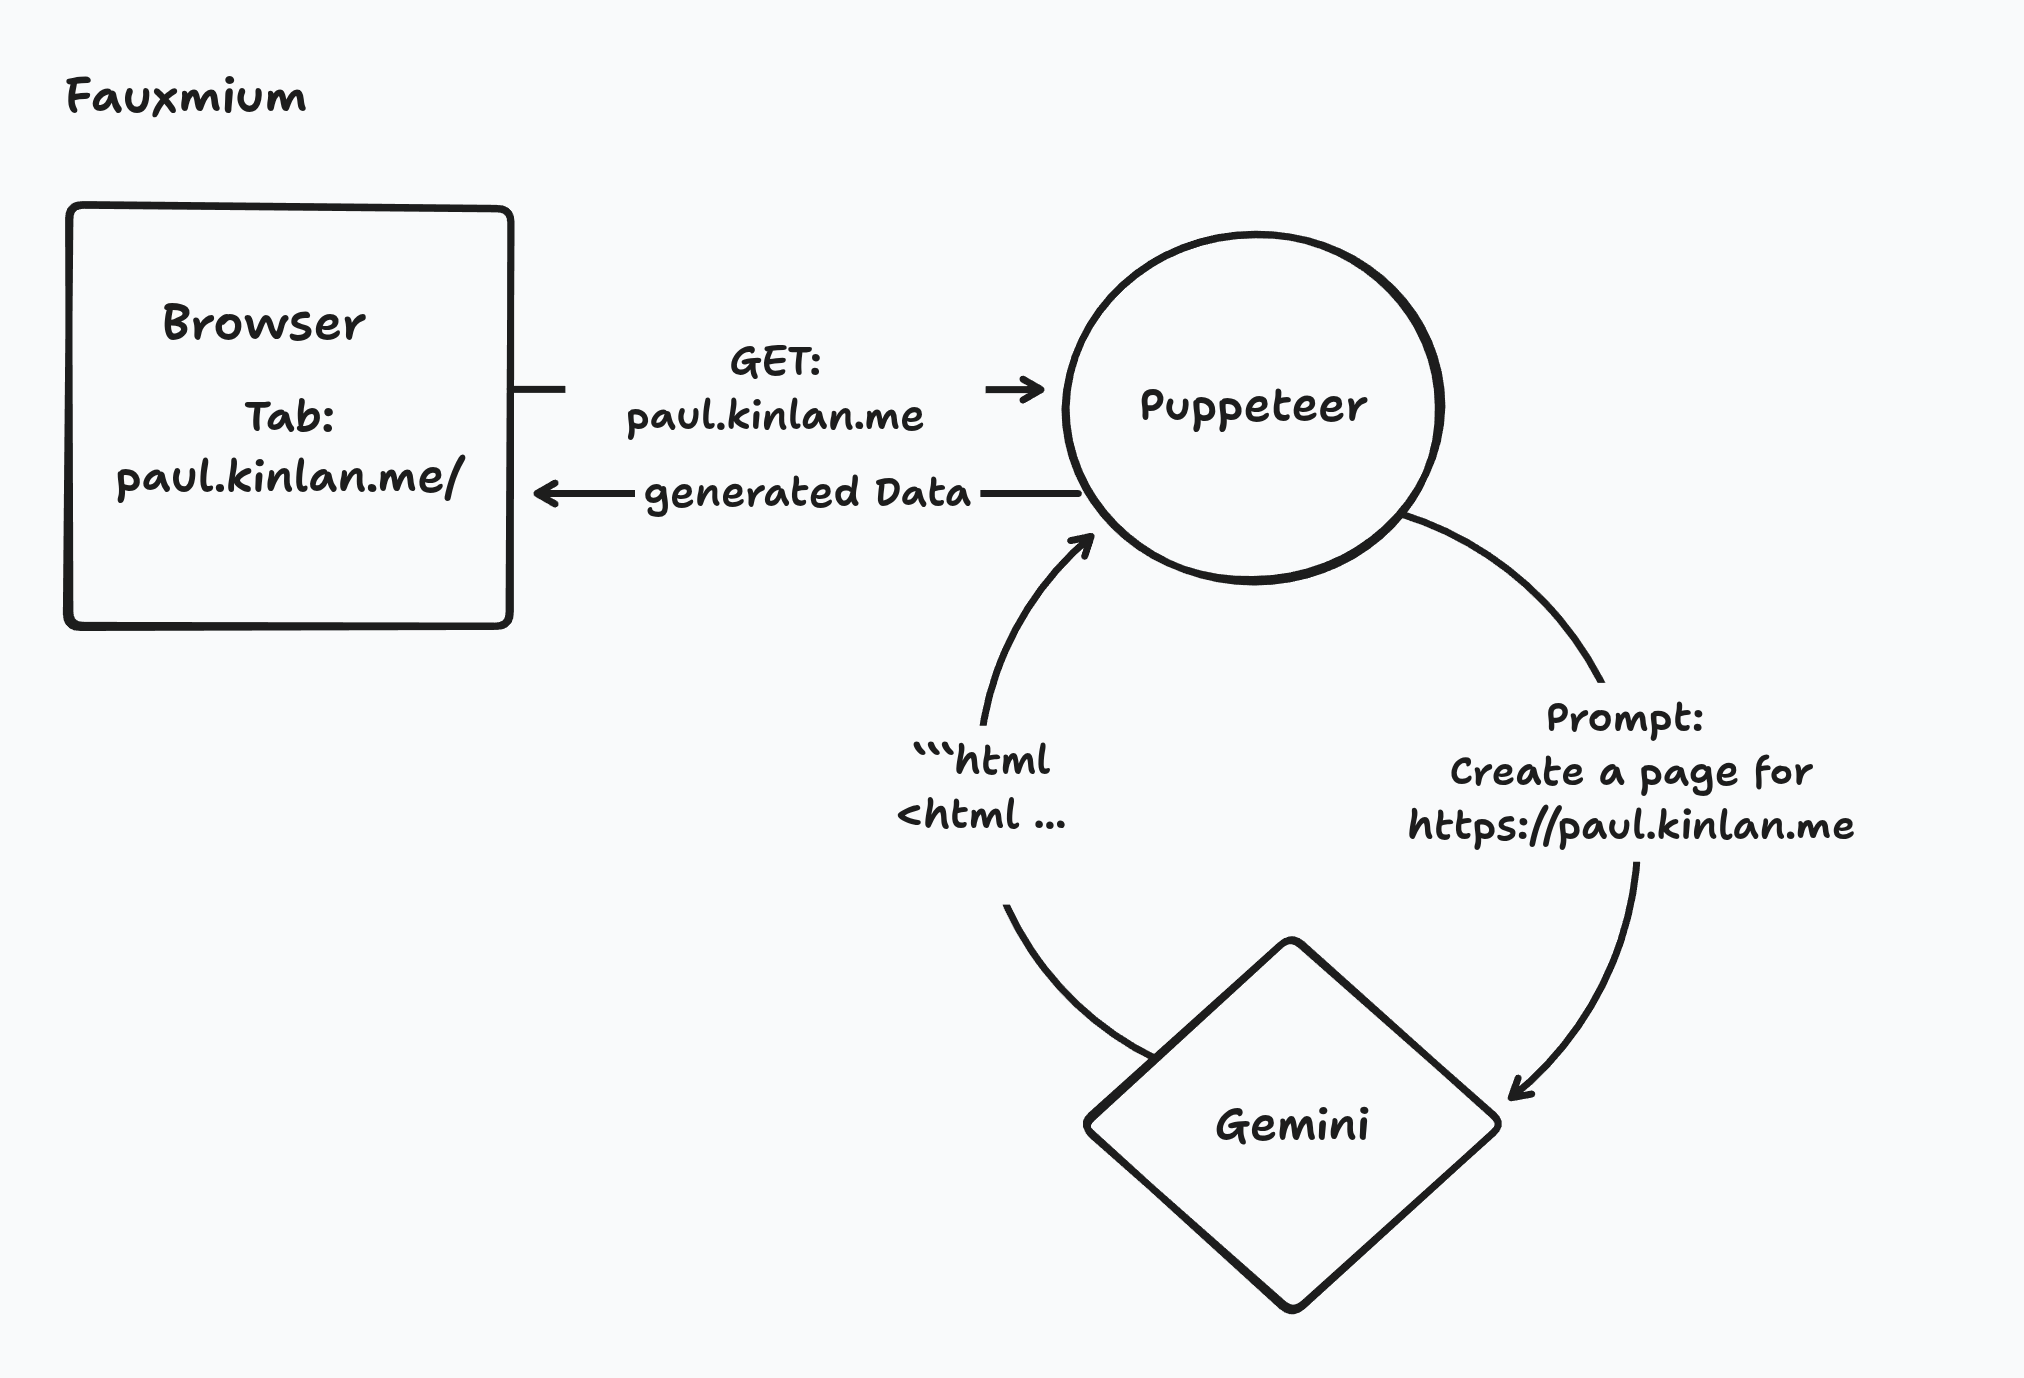 Fauxmium
Browser
Tab:
paul.kinlan.me/
GET:
paul.kinlan.me
generated Data
Puppeteer
Prompt:
Create a page for
https://paul.kinlan.me
```html
<html ...
Gemini